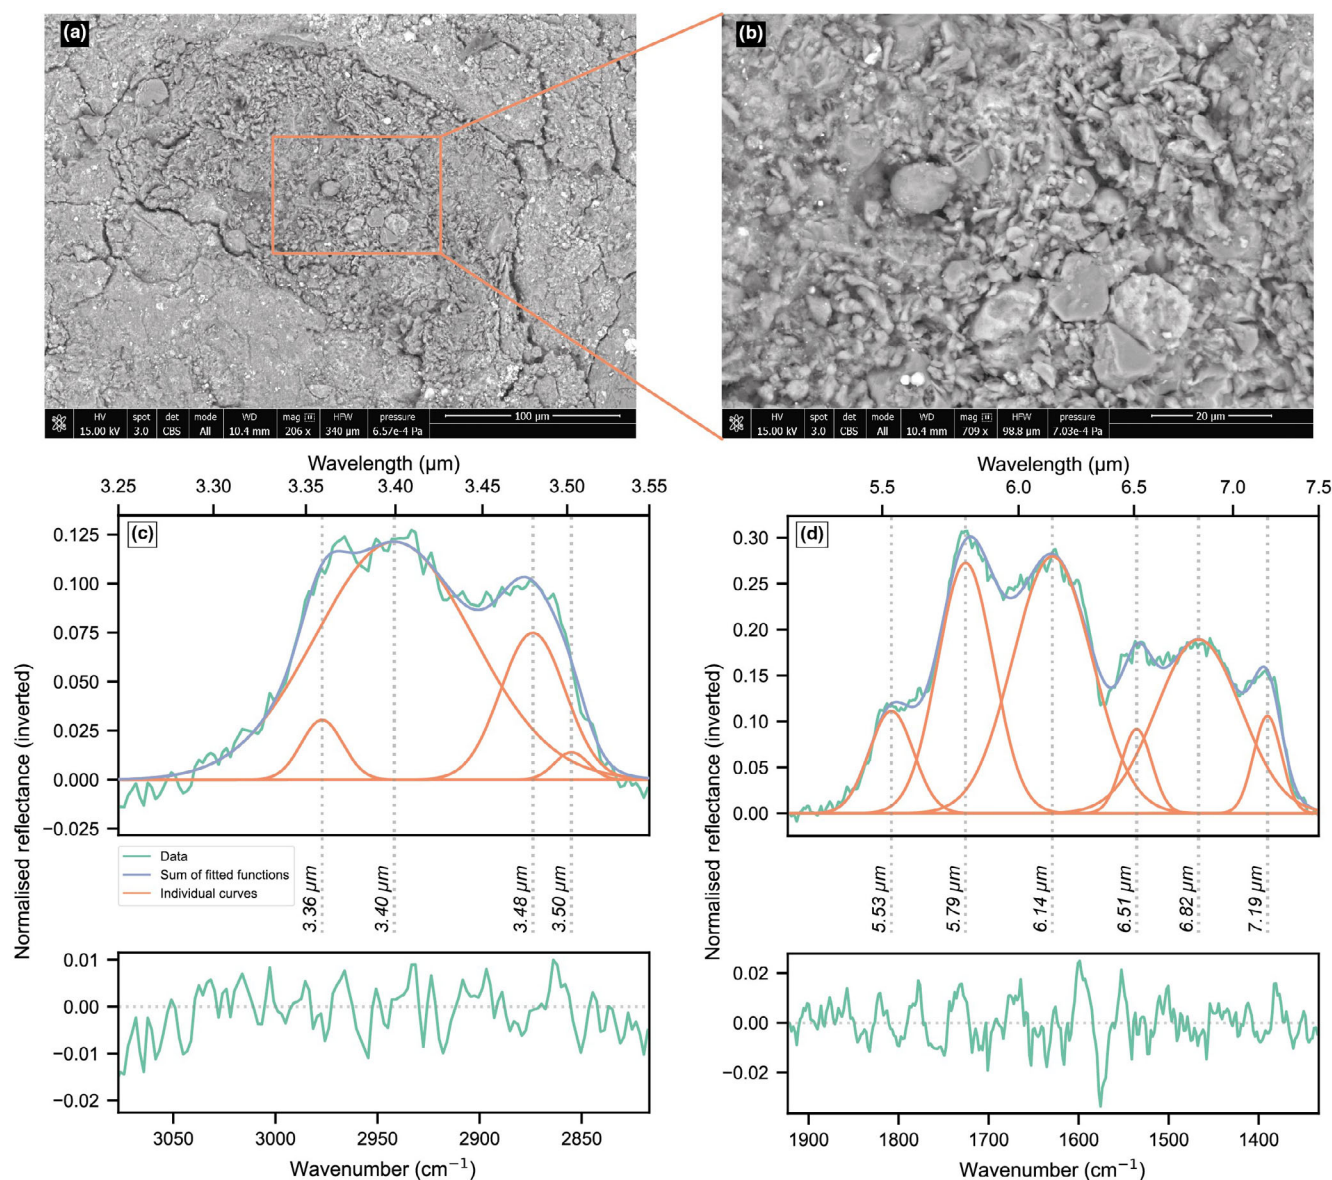 (a)
HV spot det mode WD mag HFW pressure 100 µm
15.00 kV 3.0 CBS All 10.4 mm 206 x 340 µm 6.57e-4 Pa
(b)
HV spot det mode WD mag HFW pressure 20 µm
15.00 kV 3.0 CBS All 10.4 mm 709 x 98.8 µm 7.03e-4 Pa
Wavelength (µm)
3.25 3.30 3.35 3.40 3.45 3.50 3.55
(c)
0.125
0.100
0.075
0.050
0.025
0.000
−0.025
Normalised reflectance (inverted)
Data
Sum of fitted functions
Individual curves
3.36 µm
3.40 µm
3.48 µm
3.50 µm
0.01
0.00
−0.01
−0.02
3050 3000 2950 2900 2850
Wavenumber (cm⁻¹)
Wavelength (µm)
5.5 6.0 6.5 7.0 7.5
(d)
0.30
0.25
0.20
0.15
0.10
0.05
0.00
Normalised reflectance (inverted)
5.53 µm
5.79 µm
6.14 µm
6.51 µm
6.82 µm
7.19 µm
0.02
0.00
−0.02
1900 1800 1700 1600 1500 1400
Wavenumber (cm⁻¹)